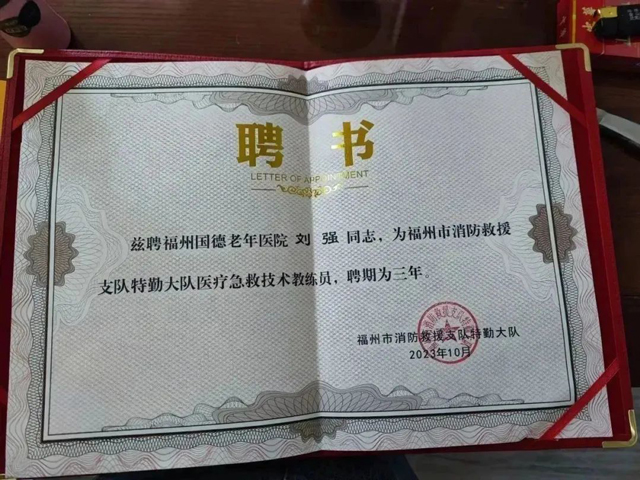 聘书
LETTER OF APPOINTMENT
兹聘福州国德老年医院 刘强 同志，为福州市消防救援
支队特勤大队医疗急救技术教练员，聘期为三年。
福州市消防救援支队特勤大队
2023年10月